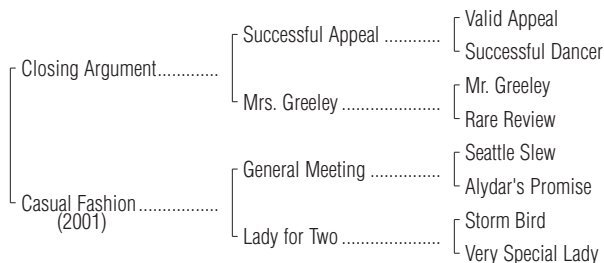 Valid Appeal
Successful Appeal ............
Successful Dancer
Closing Argument.............
Mr. Greeley
Mrs. Greeley ....................
Rare Review
Seattle Slew
General Meeting ..............
Alydar's Promise
Casual Fashion .................
(2001)
Storm Bird
Lady for Two ....................
Very Special Lady